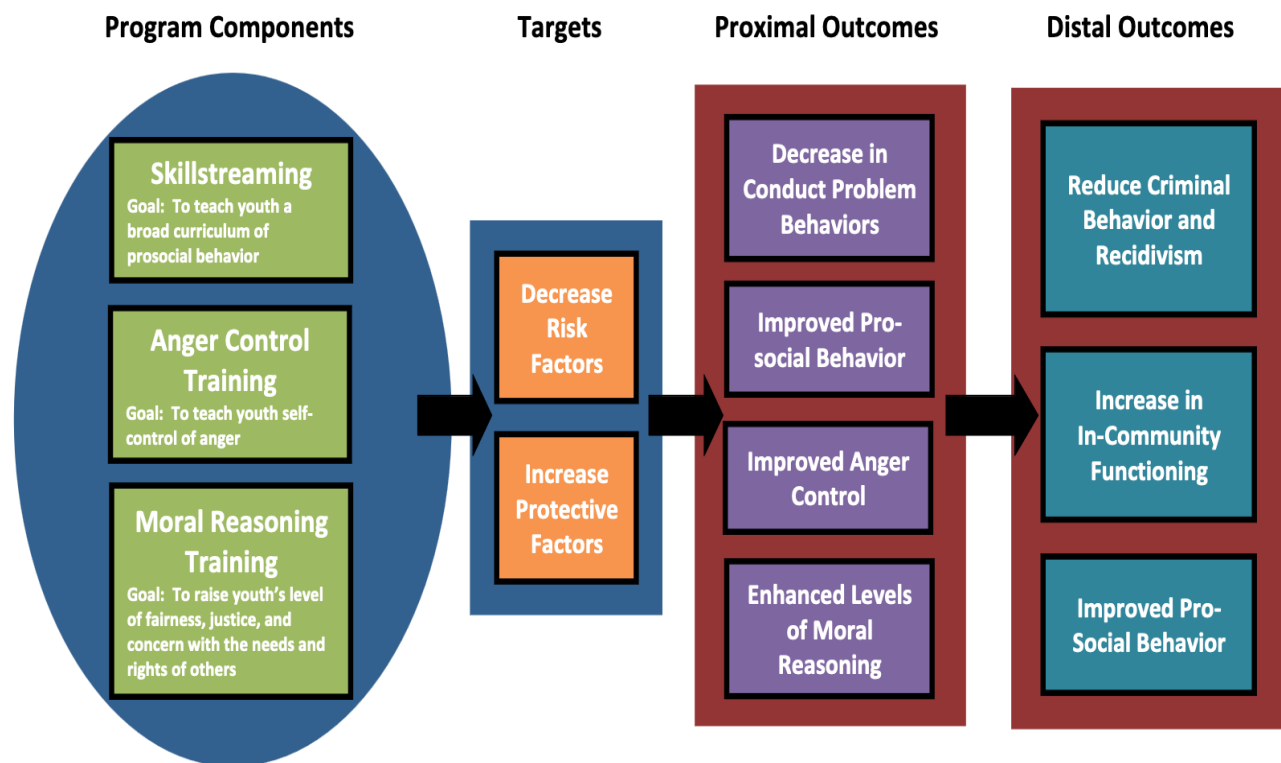 Program Components
Targets
Proximal Outcomes
Distal Outcomes
Skillstreaming
Goal:  To teach youth a
broad curriculum of
prosocial behavior
Anger Control
Training
Goal:  To teach youth self-
control of anger
Moral Reasoning
Training
Goal:  To raise youth’s level
of fairness, justice, and
concern with the needs and
rights of others
Decrease
Risk
Factors
Increase
Protective
Factors
Decrease in
Conduct Problem
Behaviors
Improved Pro-
social Behavior
Improved Anger
Control
Enhanced Levels
of Moral
Reasoning
Reduce Criminal
Behavior and
Recidivism
Increase in
In-Community
Functioning
Improved Pro-
Social Behavior